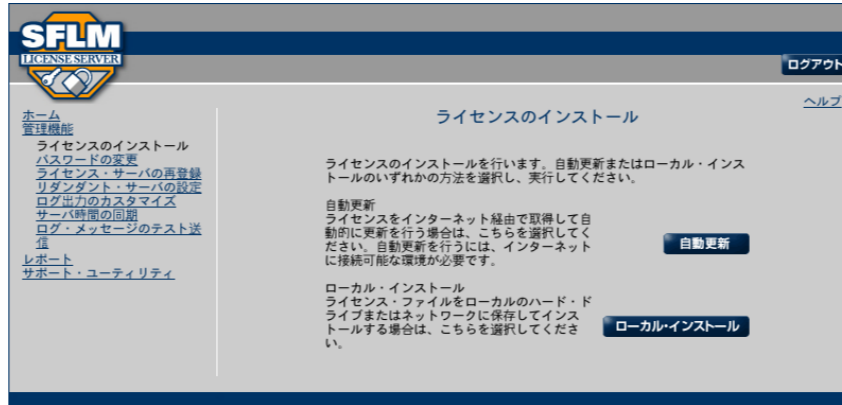 SFLM
LICENSE SERVER
ログアウト
ヘルプ
ホーム
管理機能
ライセンスのインストール
パスワードの変更
ライセンス・サーバの再登録
リダンダント・サーバの設定
ログ出力のカスタマイズ
サーバ時間の同期
ログ・メッセージのテスト送
信
レポート
サポート・ユーティリティ
ライセンスのインストール
ライセンスのインストールを行います。自動更新またはローカル・インス
トールのいずれかの方法を選択し、実行してください。
自動更新
ライセンスをインターネット経由で取得して自
動的に更新を行う場合は、こちらを選択してく
ださい。自動更新を行うには、インターネット
に接続可能な環境が必要です。
自動更新
ローカル・インストール
ライセンス・ファイルをローカルのハード・ド
ライブまたはネットワークに保存してインス
トールする場合は、こちらを選択してくださ
い。
ローカル・インストール